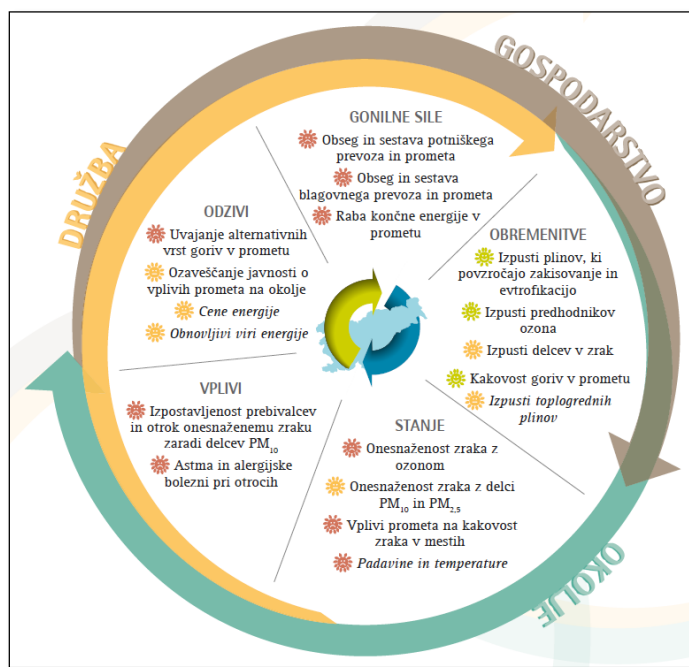 GOSPODARSTVO
DRUŽBA
OKOLJE
GONILNE SILE
Obseg in sestava potniškega
prevoza in prometa
Obseg in sestava
blagovnega prevoza in prometa
Raba končne energije v
prometu
OBREMENITVE
Izpusti plinov, ki
povzročajo zakisovanje in
evtrofikacijo
Izpusti predhodnikov
ozona
Izpusti delcev v zrak
Kakovost goriv v prometu
Izpusti toplogrednih
plinov
STANJE
Onesnaženost zraka z
ozonom
Onesnaženost zraka z delci
PM₁₀ in PM₂,₅
Vplivi prometa na kakovost
zraka v mestih
Padavine in temperature
VPLIVI
Izpostavljenost prebivalcev
in otrok onesnaženemu zraku
zaradi delcev PM₁₀
Astma in alergijske
bolezni pri otrocih
ODZIVI
Uvajanje alternativnih
vrst goriv v prometu
Ozaveščanje javnosti o
vplivih prometa na okolje
Cene energije
Obnovljivi viri energije